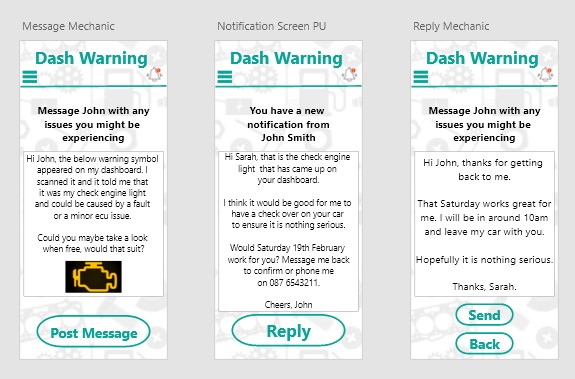 Message Mechanic
Dash Warning
Message John with any
issues you might be
experiencing
Hi John, the below warning symbol
appeared on my dashboard. I
scanned it and it told me that
it was my check engine light
and could be caused by a fault
or a minor ecu issue.
Could you maybe take a look
when free, would that suit?
Post Message
Notification Screen PU
Dash Warning
You have a new
notification from
John Smith
Hi Sarah, that is the check engine
light that has came up on
your dashboard.
I think it would be good for me to
have a check over on your car
to ensure it is nothing serious.
Would Saturday 19th February
work for you? Message me back
to confirm or phone me
on 087 6543211.
Cheers, John
Reply
Reply Mechanic
Dash Warning
Message John with any
issues you might be
experiencing
Hi John, thanks for getting
back to me.
That Saturday works great for
me. I will be in around 10am
and leave my car with you.
Hopefully it is nothing serious.
Thanks, Sarah.
Send
Back